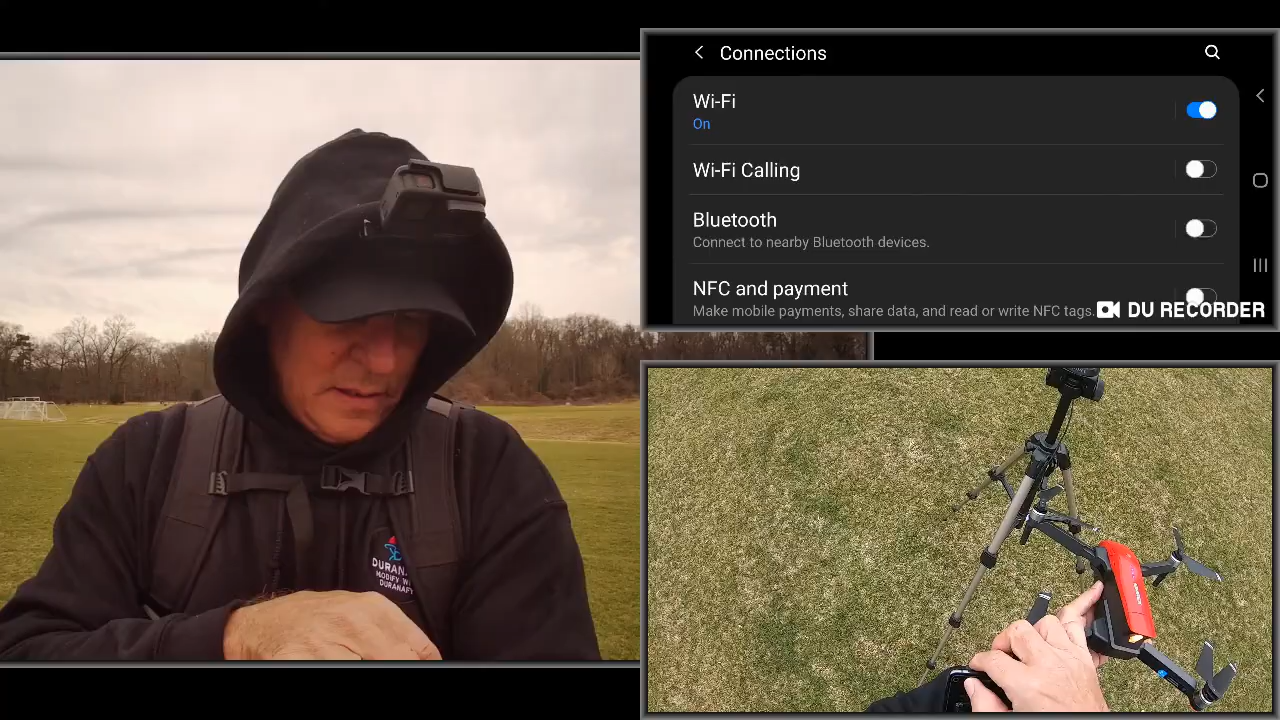 Connections
Wi-Fi
On
Wi-Fi Calling
Bluetooth
Connect to nearby Bluetooth devices.
NFC and payment
Make mobile payments, share data, and read or write NFC tags.
DU RECORDER
MODIFY